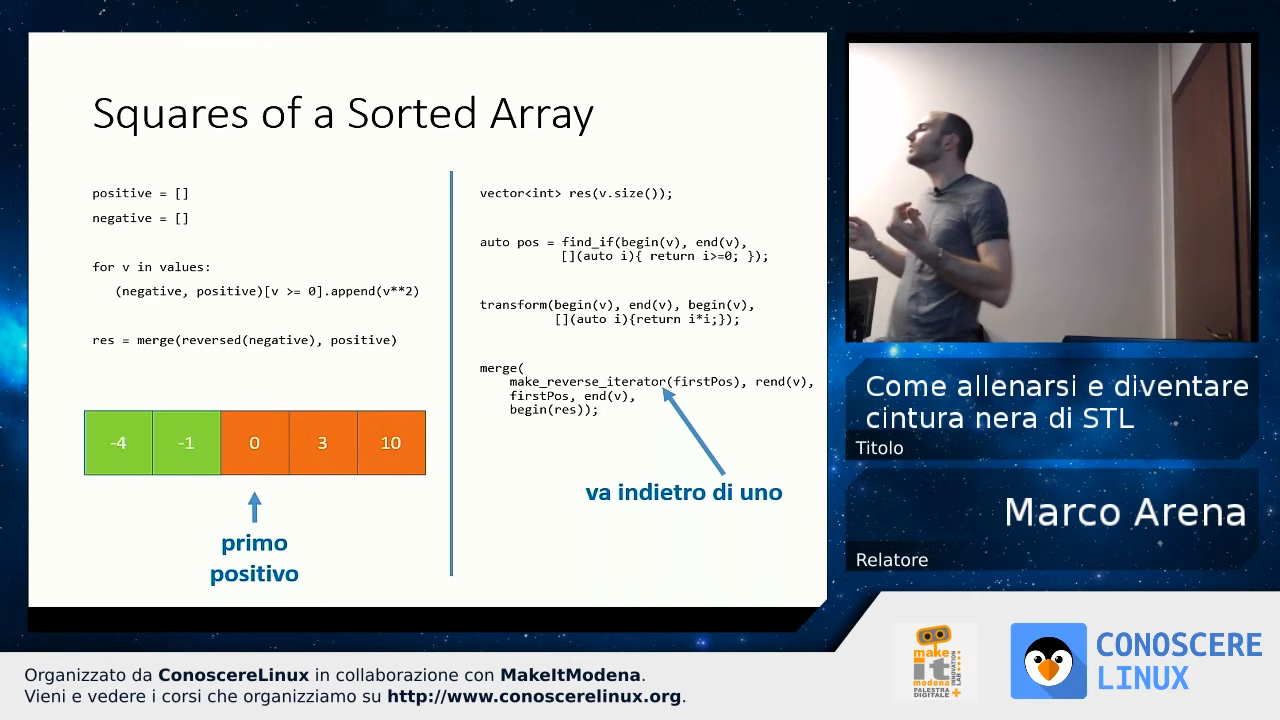 Squares of a Sorted Array
positive = []
negative = []
for v in values:
(negative, positive)[v >= 0].append(v**2)
res = merge(reversed(negative), positive)
-4 -1 0 3 10
primo
positivo
vector<int> res(v.size());
auto pos = find_if(begin(v), end(v),
[](auto i){ return i>=0; });
transform(begin(v), end(v), begin(v),
[](auto i){return i*i;});
merge(
make_reverse_iterator(firstPos), rend(v),
firstPos, end(v),
begin(res));
va indietro di uno
Come allenarsi e diventare
cintura nera di STL
Titolo
Marco Arena
Relatore
Organizzato da ConoscereLinux in collaborazione con MakeItModena.
Vieni e vedere i corsi che organizziamo su http://www.conoscerelinux.org.
make
it
modena
PALESTRA
DIGITALE
INNOVATION
LAB
CONOSCERE
LINUX